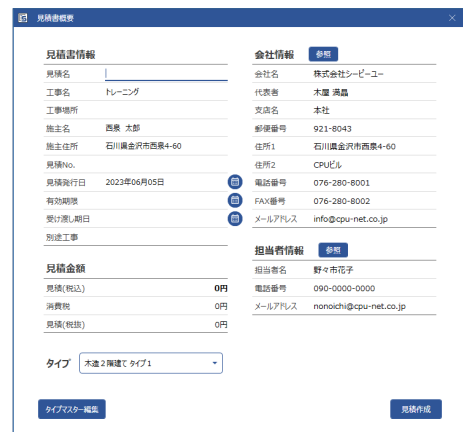 見積書概要
見積書情報
見積名
工事名 トレーニング
工事場所
施主名 西泉 太郎
施主住所 石川県金沢市西泉4-60
見積No.
見積発行日 2023年06月05日
有効期限
受け渡し期日
別途工事
見積金額
見積(税込) 0円
消費税 0円
見積(税抜) 0円
タイプ 木造2階建て タイプ1
タイプマスター編集
会社情報 参照
会社名 株式会社シーピーユー
代表者 木屋 満晶
支店名 本社
郵便番号 921-8043
住所1 石川県金沢市西泉4-60
住所2 CPUビル
電話番号 076-280-8001
FAX番号 076-280-8002
メールアドレス info@cpu-net.co.jp
担当者情報 参照
担当者名 野々市花子
電話番号 090-0000-0000
メールアドレス nonoichi@cpu-net.co.jp
見積作成